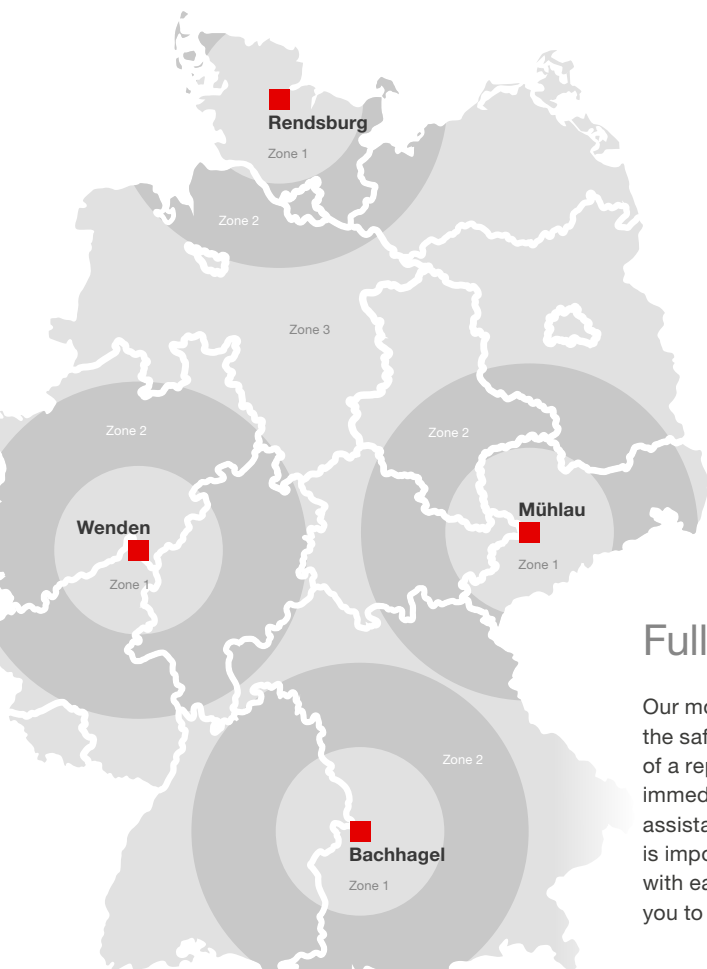 Rendsburg
Zone 1
Zone 2
Zone 3
Zone 2
Zone 2
Wenden
Zone 1
Mühlau
Zone 1
Zone 2
Bachhagel
Zone 1
Full
Our mo
the saf
of a rep
immed
assista
is impo
with ea
you to